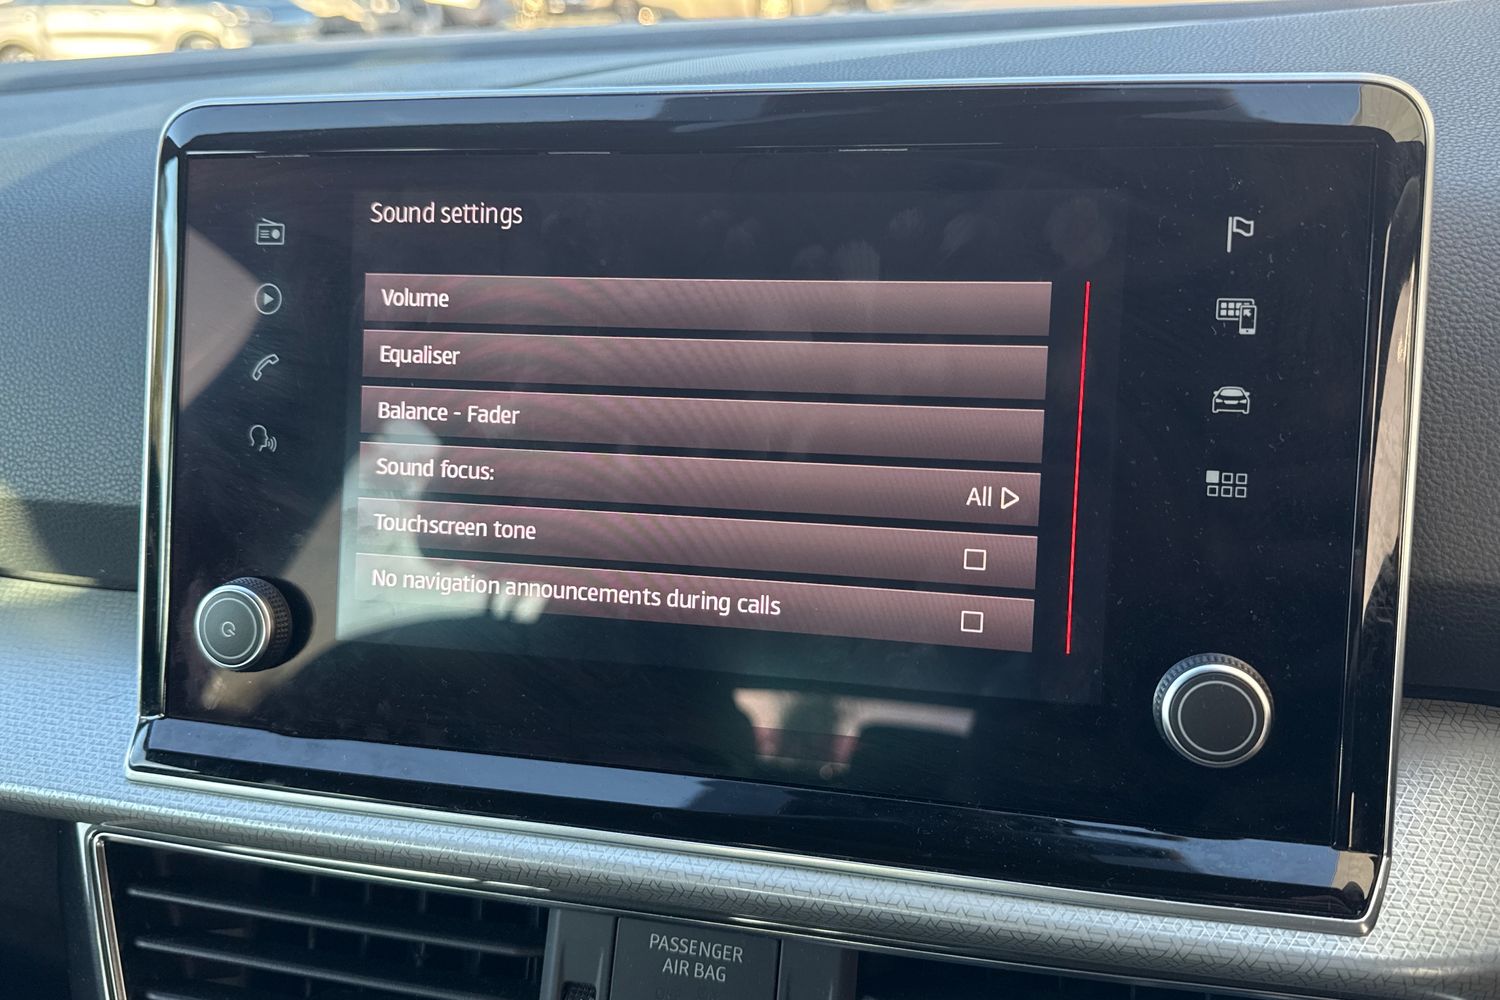 Sound settings
Volume
Equaliser
Balance - Fader
Sound focus:
All
Touchscreen tone
No navigation announcements during calls
PASSENGER
AIR BAG